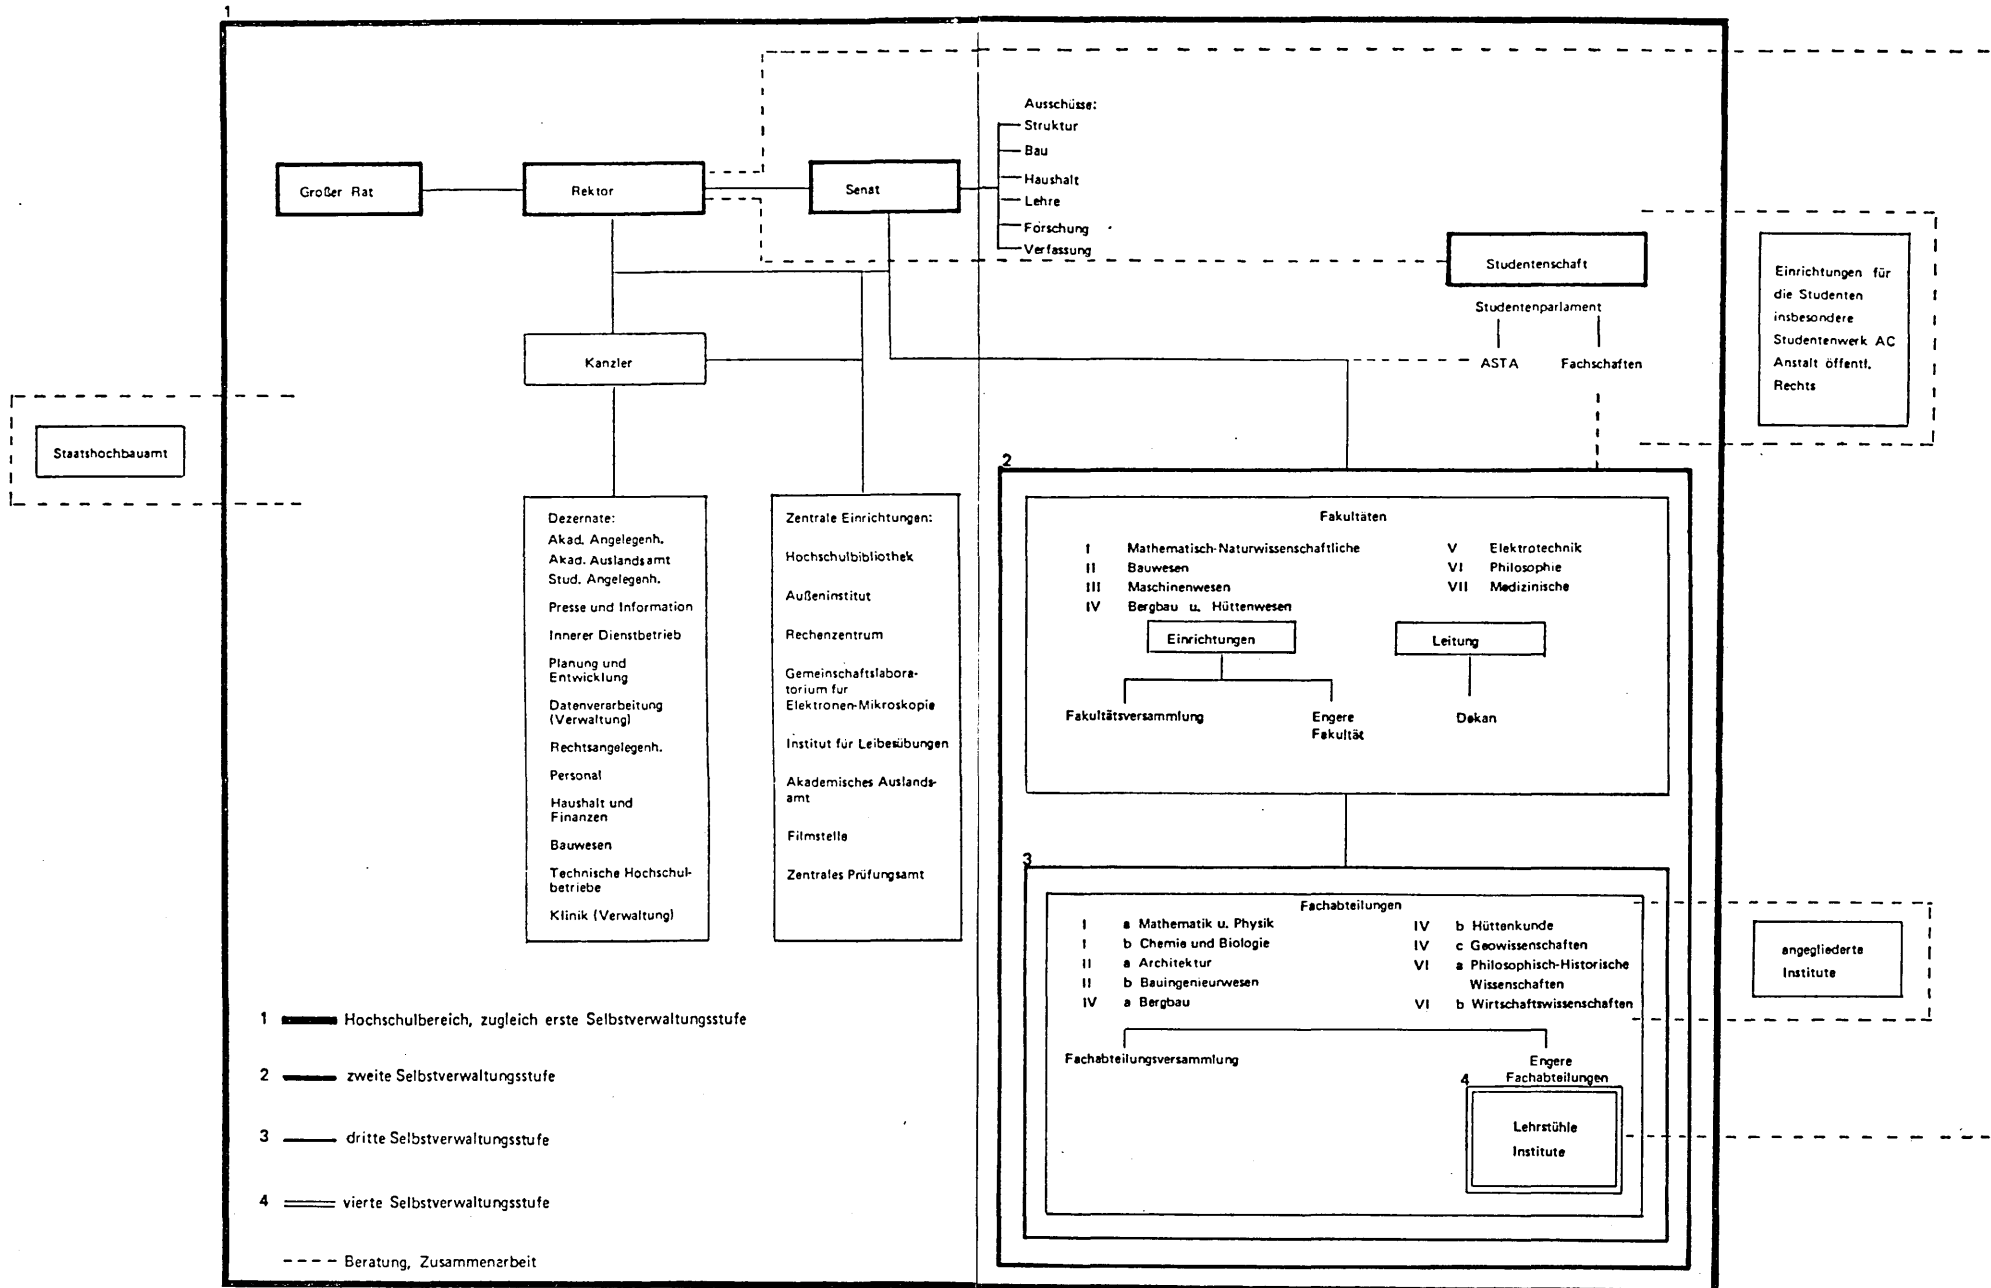 1
Ausschüsse:
Struktur
Bau
Haushalt
Lehre
Forschung
Verfassung
Großer Rat
Rektor
Senat
Studentenschaft
Studentenparlament
ASTA
Fachschaften
Einrichtungen für
die Studenten
insbesondere
Studentenwerk AC
Anstalt öffentl.
Rechts
Kanzler
Staatshochbauamt
Dezernate:
Akad. Angelegenh.
Akad. Auslandsamt
Stud. Angelegenh.
Presse und Information
Innerer Dienstbetrieb
Planung und
Entwicklung
Datenverarbeitung
(Verwaltung)
Rechtsangelegenh.
Personal
Haushalt und
Finanzen
Bauwesen
Technische Hochschul-
betriebe
Klinik (Verwaltung)
Zentrale Einrichtungen:
Hochschulbibliothek
Außeninstitut
Rechenzentrum
Gemeinschaftslabora-
torium fur
Elektronen-Mikroskopie
Institut für Leibesübungen
Akademisches Auslands-
amt
Filmstelle
Zentrales Prüfungsamt
2
Fakultäten
I Mathematisch-Naturwissenschaftliche
II Bauwesen
III Maschinenwesen
IV Bergbau u. Hüttenwesen
V Elektrotechnik
VI Philosophie
VII Medizinische
Einrichtungen
Leitung
Fakultätsversammlung
Engere
Fakultät
Dekan
3
Fachabteilungen
I a Mathematik u. Physik
I b Chemie und Biologie
II a Architektur
II b Bauingenieurwesen
IV a Bergbau
IV b Hüttenkunde
IV c Geowissenschaften
VI a Philosophisch-Historische
Wissenschaften
VI b Wirtschaftswissenschaften
Fachabteilungsversammlung
Engere
Fachabteilungen
4
Lehrstühle
Institute
angegliederte
Institute
1 Hochschulbereich, zugleich erste Selbstverwaltungsstufe
2 zweite Selbstverwaltungsstufe
3 dritte Selbstverwaltungsstufe
4 vierte Selbstverwaltungsstufe
Beratung, Zusammenarbeit